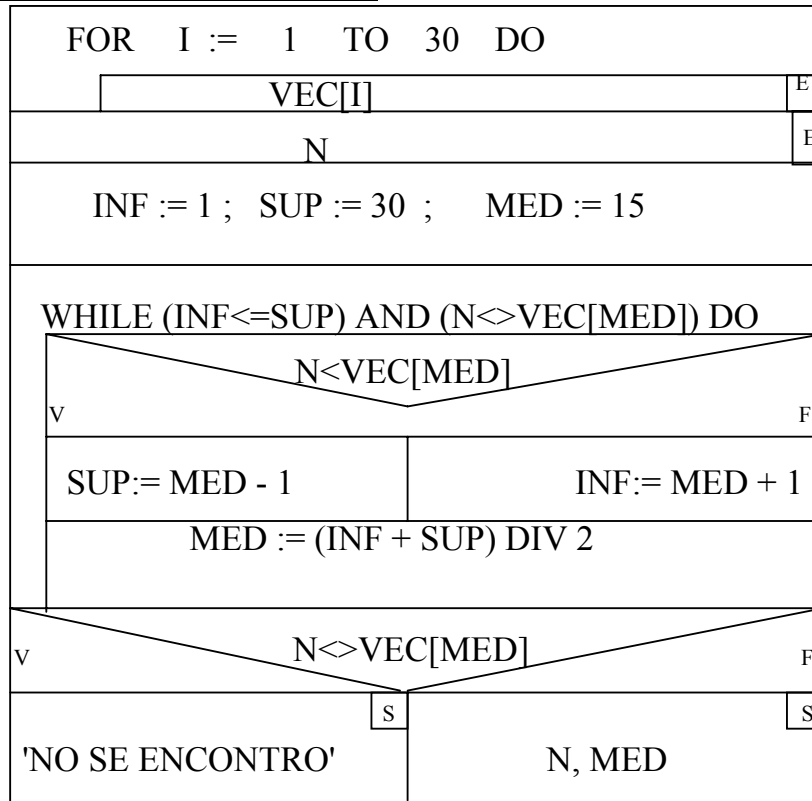 FOR I := 1 TO 30 DO
VEC[I] E
N E
INF := 1 ; SUP := 30 ; MED := 15
WHILE (INF<=SUP) AND (N<>VEC[MED]) DO
N<VEC[MED]
V F
SUP:= MED - 1 INF:= MED + 1
MED := (INF + SUP) DIV 2
N<>VEC[MED]
V F
S S
'NO SE ENCONTRO' N, MED